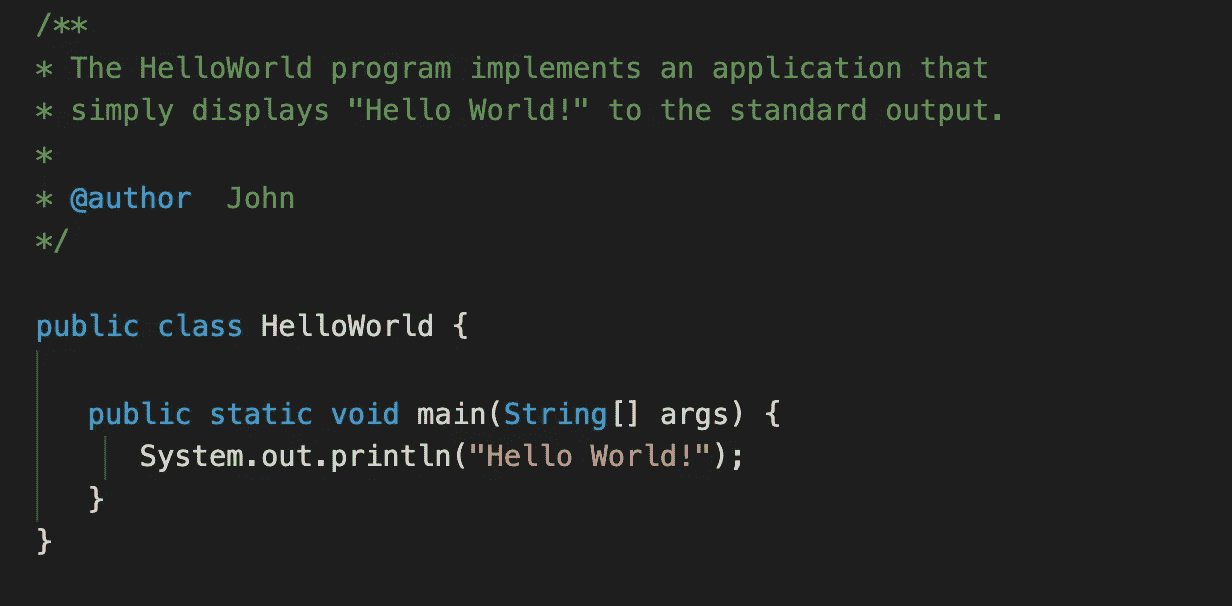 /**
* The HelloWorld program implements an application that
* simply displays "Hello World!" to the standard output.
*
* @author  John
*/
public class HelloWorld {
public static void main(String[] args) {
System.out.println("Hello World!");
}
}